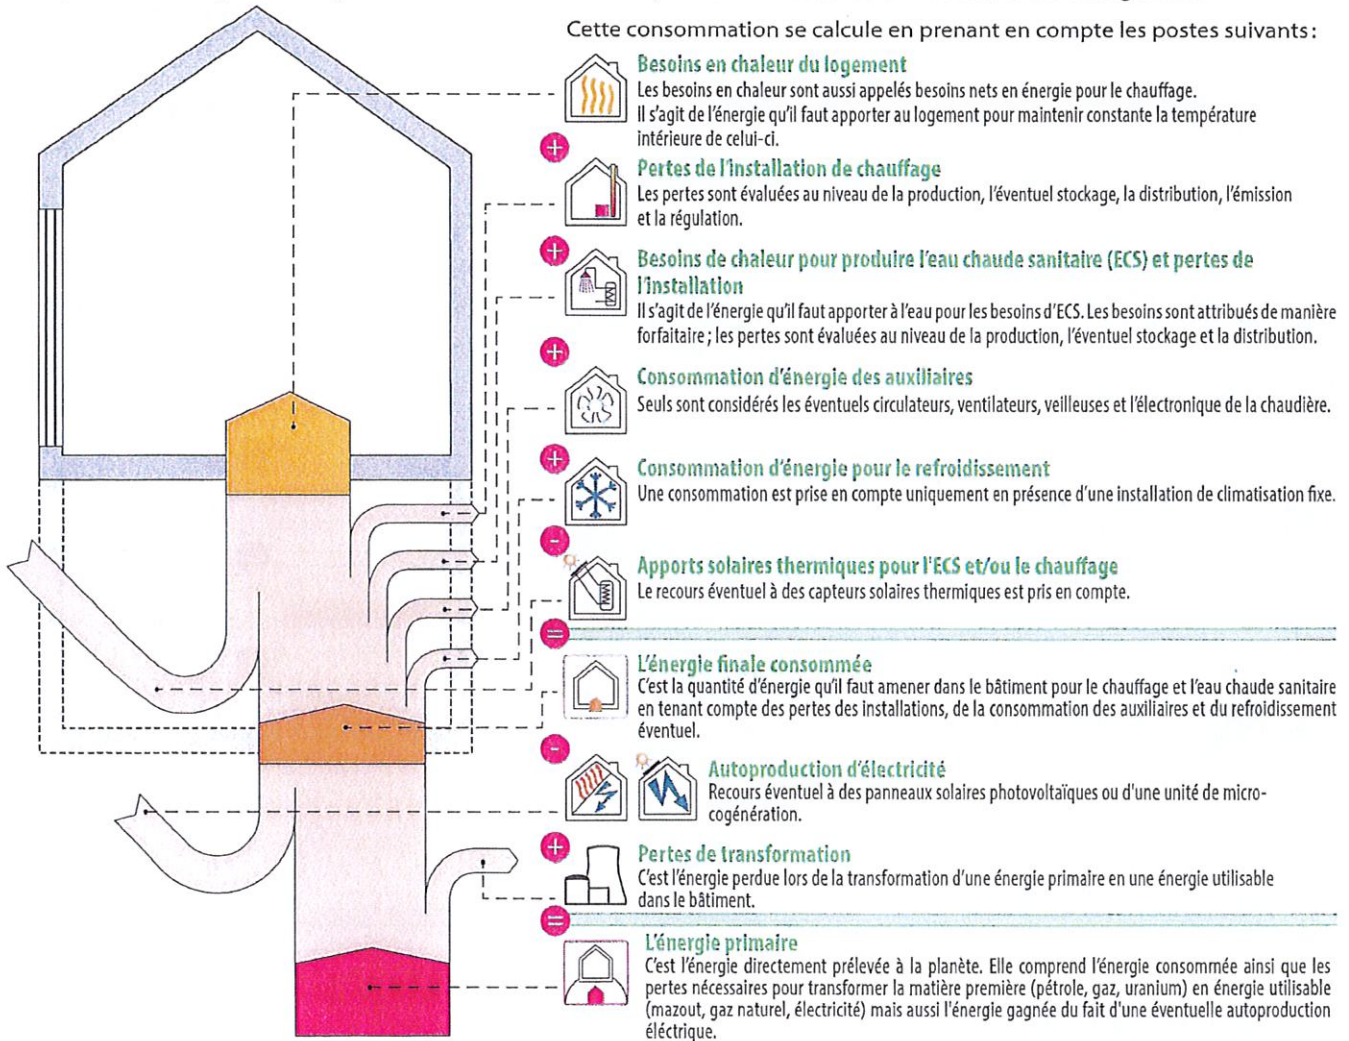 Cette consommation se calcule en prenant en compte les postes suivants :
Besoins en chaleur du logement
Les besoins en chaleur sont aussi appelés besoins nets en énergie pour le chauffage.
Il s'agit de l'énergie qu'il faut apporter au logement pour maintenir constante la température
intérieure de celui-ci.
+
Pertes de l'installation de chauffage
Les pertes sont évaluées au niveau de la production, l'éventuel stockage, la distribution, l'émission
et la régulation.
+
Besoins de chaleur pour produire l'eau chaude sanitaire (ECS) et pertes de
l'installation
Il s'agit de l'énergie qu'il faut apporter à l'eau pour les besoins d'ECS. Les besoins sont attribués de manière
forfaitaire ; les pertes sont évaluées au niveau de la production, l'éventuel stockage et la distribution.
+
Consommation d'énergie des auxiliaires
Seuls sont considérés les éventuels circulateurs, ventilateurs, veilleuses et l'électronique de la chaudière.
+
Consommation d'énergie pour le refroidissement
Une consommation est prise en compte uniquement en présence d'une installation de climatisation fixe.
-
Apports solaires thermiques pour l'ECS et/ou le chauffage
Le recours éventuel à des capteurs solaires thermiques est pris en compte.
=
L'énergie finale consommée
C'est la quantité d'énergie qu'il faut amener dans le bâtiment pour le chauffage et l'eau chaude sanitaire
en tenant compte des pertes des installations, de la consommation des auxiliaires et du refroidissement
éventuel.
-
Autoproduction d'électricité
Recours éventuel à des panneaux solaires photovoltaïques ou d'une unité de micro-
cogénération.
+
Pertes de transformation
C'est l'énergie perdue lors de la transformation d'une énergie primaire en une énergie utilisable
dans le bâtiment.
=
L'énergie primaire
C'est l'énergie directement prélevée à la planète. Elle comprend l'énergie consommée ainsi que les
pertes nécessaires pour transformer la matière première (pétrole, gaz, uranium) en énergie utilisable
(mazout, gaz naturel, électricité) mais aussi l'énergie gagnée du fait d'une éventuelle autoproduction
éléctrique.